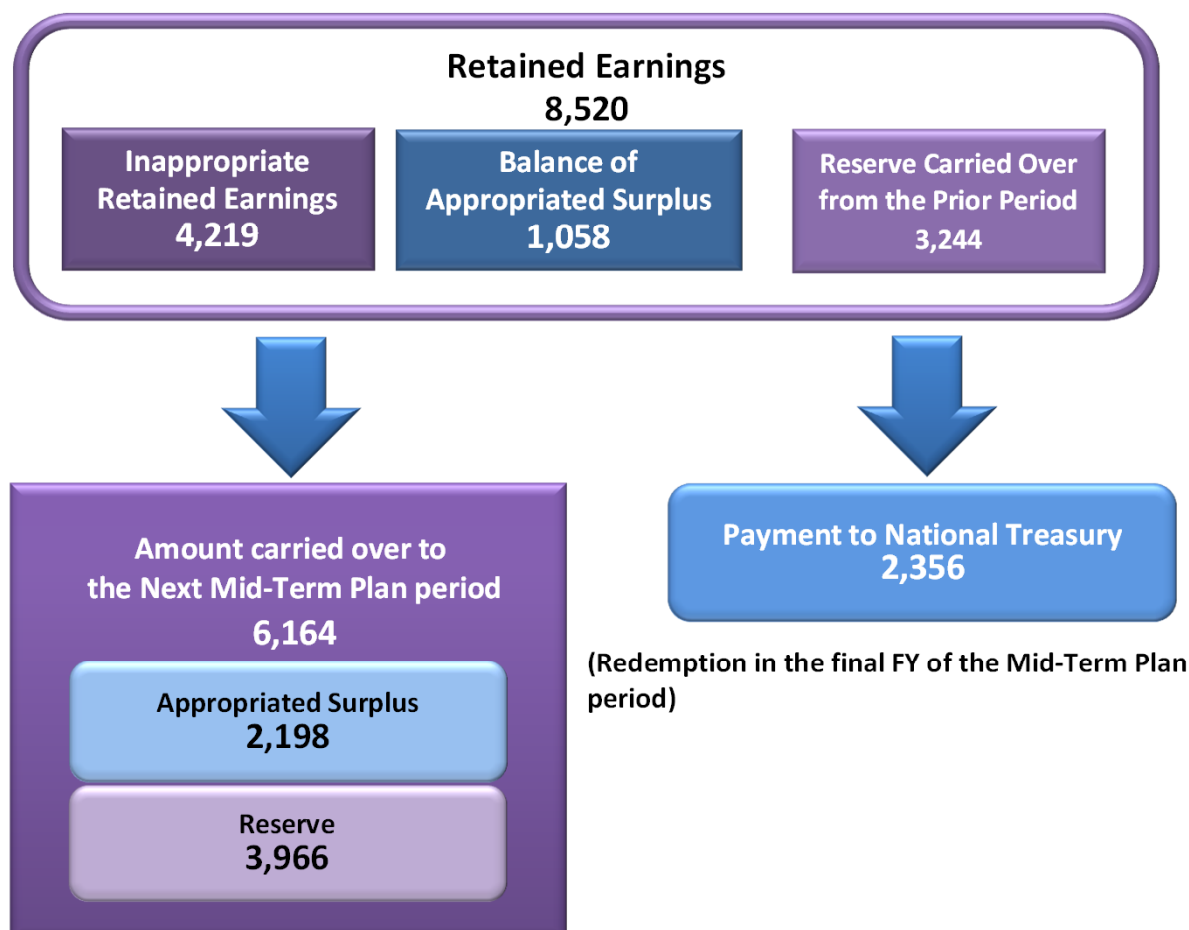 Retained Earnings
8,520
Inappropriate
Retained Earnings
4,219
Balance of
Appropriated Surplus
1,058
Reserve Carried Over
from the Prior Period
3,244
Amount carried over to
the Next Mid-Term Plan period
6,164
Appropriated Surplus
2,198
Reserve
3,966
Payment to National Treasury
2,356
(Redemption in the final FY of the Mid-Term Plan
period)